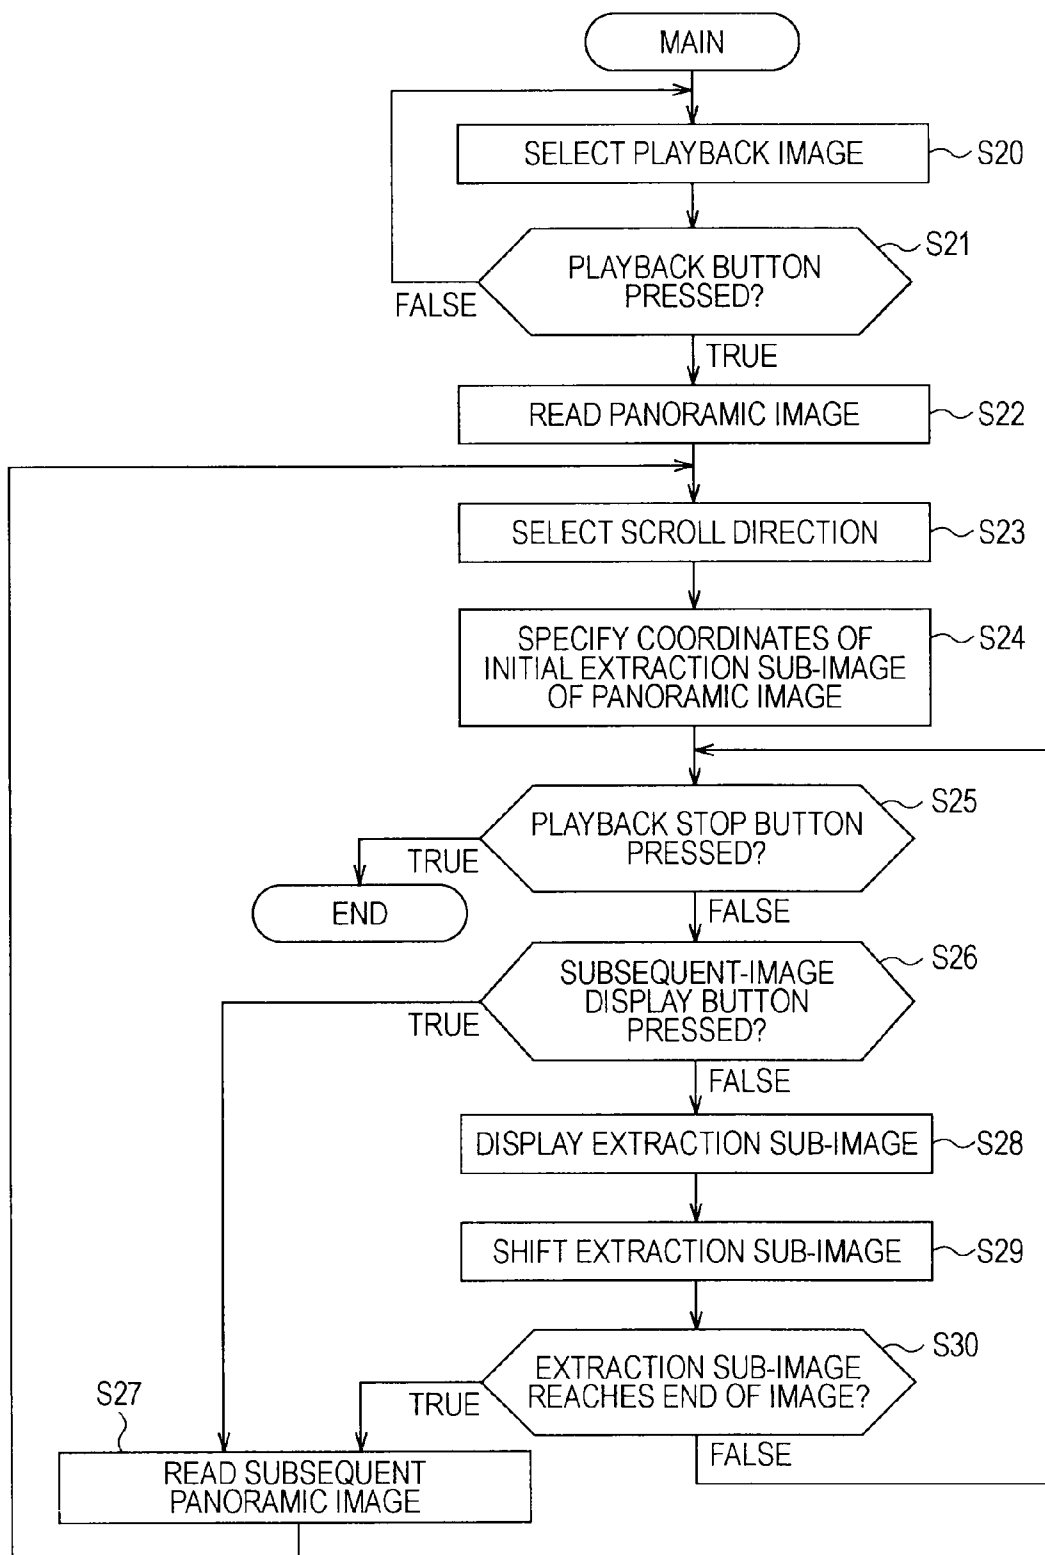 MAIN
SELECT PLAYBACK IMAGE
S20
PLAYBACK BUTTON
PRESSED?
S21
FALSE
TRUE
READ PANORAMIC IMAGE
S22
SELECT SCROLL DIRECTION
S23
SPECIFY COORDINATES OF
INITIAL EXTRACTION SUB-IMAGE
OF PANORAMIC IMAGE
S24
PLAYBACK STOP BUTTON
PRESSED?
S25
TRUE
END
FALSE
SUBSEQUENT-IMAGE
DISPLAY BUTTON
PRESSED?
S26
TRUE
FALSE
DISPLAY EXTRACTION SUB-IMAGE
S28
SHIFT EXTRACTION SUB-IMAGE
S29
EXTRACTION SUB-IMAGE
REACHES END OF IMAGE?
S30
TRUE
FALSE
S27
READ SUBSEQUENT
PANORAMIC IMAGE